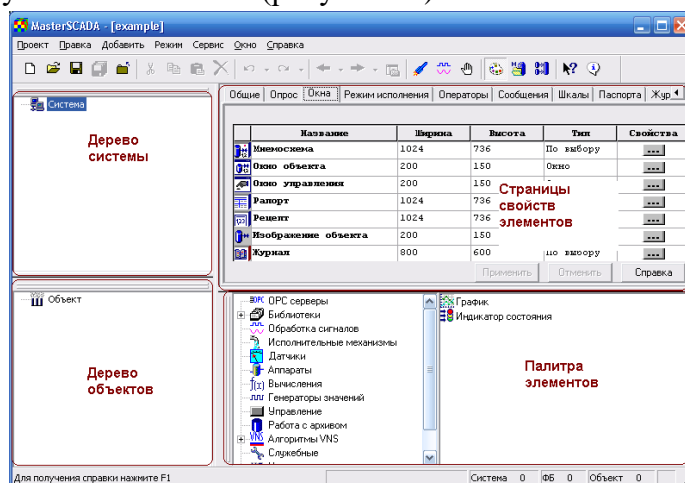 MasterSCADA - [example]
Проект Правка Добавить Режим Сервис Окно Справка
Система
Дерево системы
Общие Опрос Окна Режим исполнения Операторы Сообщения Шкалы Паспорта Жур
Название Ширина Высота Тип Свойства
Мнемосхема 1024 736 По выбору ...
Окно объекта 200 150 Окно ...
Окно управления 200 150 ...
Рапорт 1024 736 ...
Рецепт 1024 736 ...
Изображение объекта 200 150 ...
Журнал 800 600 По выбору ...
Страницы свойств элементов
Применить Отменить Справка
Объект
Дерево объектов
OPC серверы
Библиотеки
Обработка сигналов
Исполнительные механизмы
Датчики
Аппараты
f(x) Вычисления
Генераторы значений
Управление
Работа с архивом
VNS Алгоритмы VNS
Служебные
График
Индикатор состояния
Палитра элементов
Для получения справки нажмите F1
Система 0 ФБ 0 Объект 0